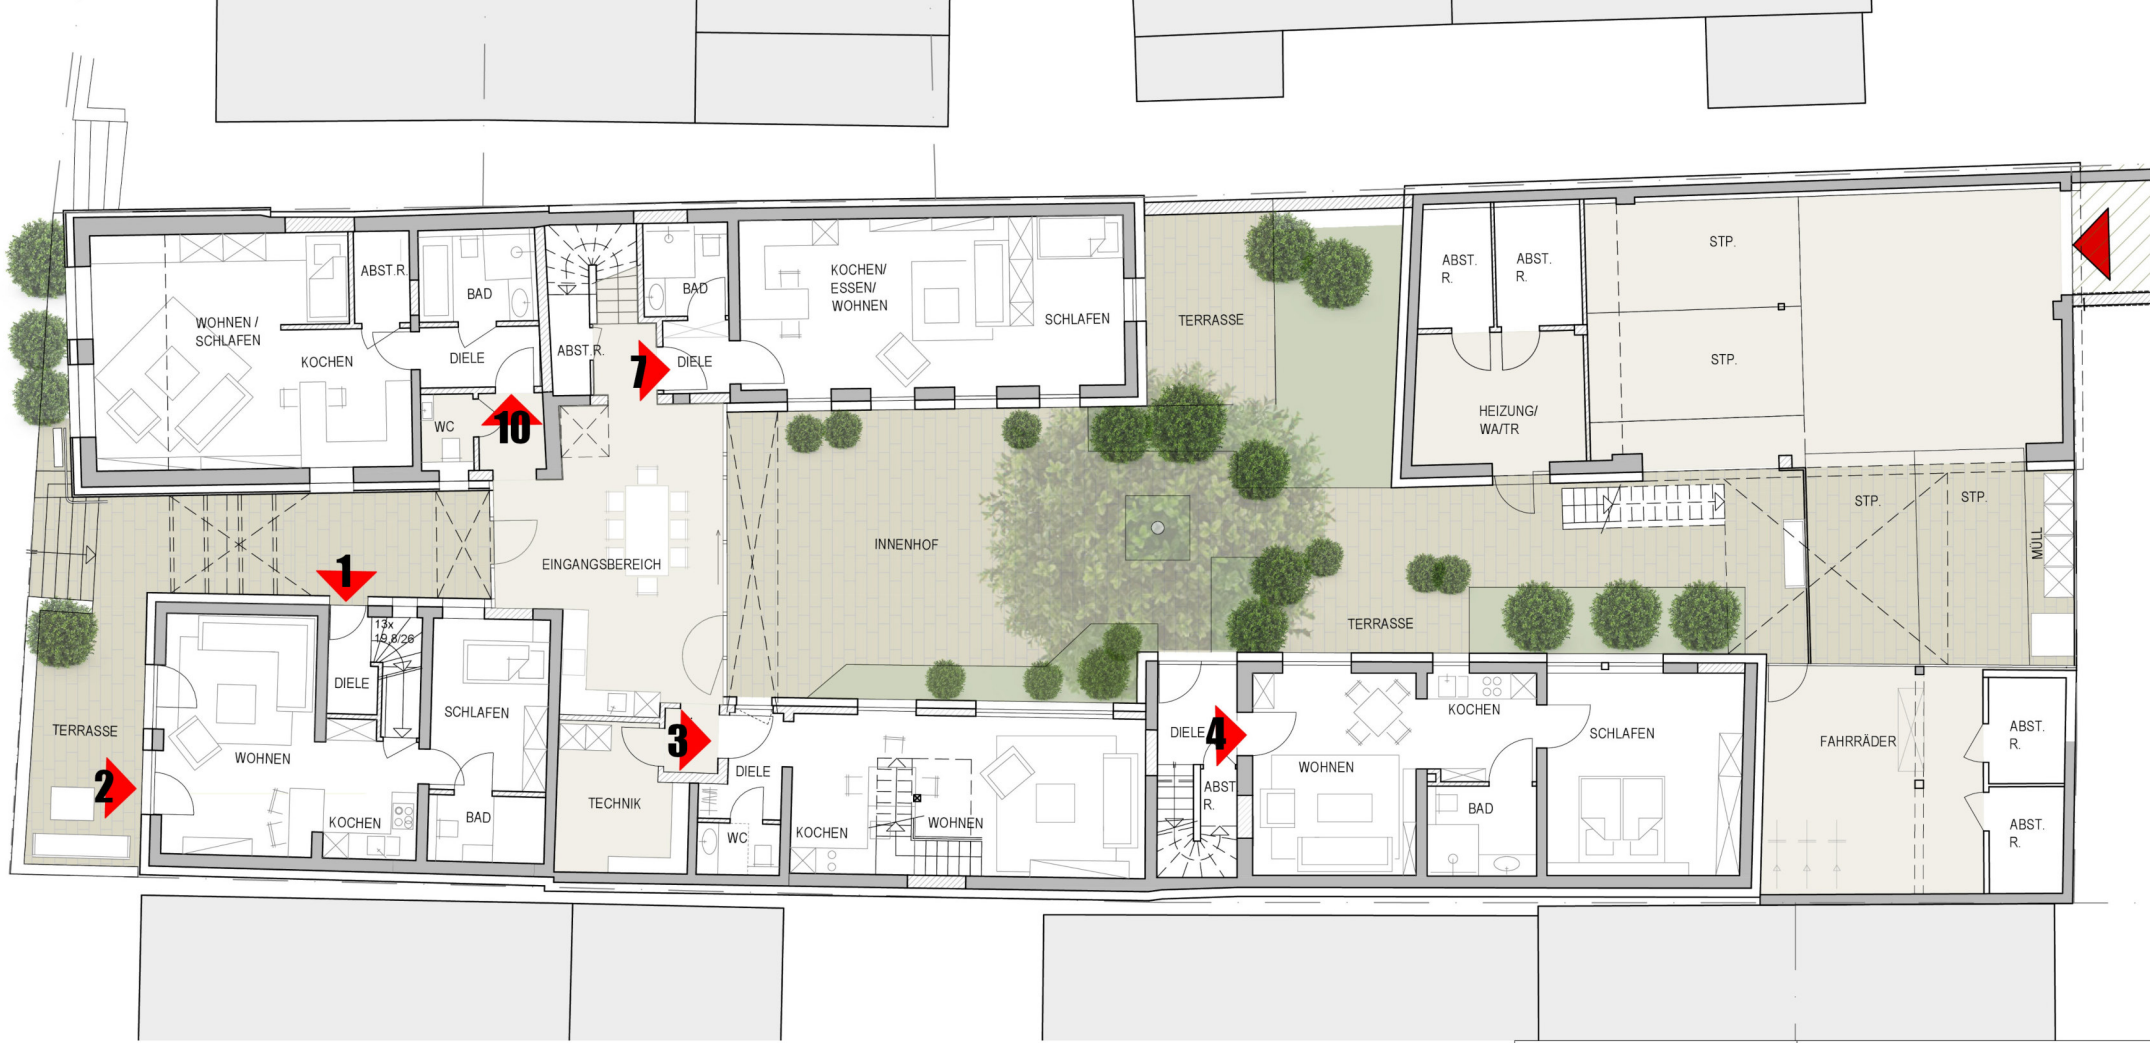 STP.
ABST.
R.
ABST.
R.
ABST.R.
BAD
BAD
KOCHEN/
ESSEN/
WOHNEN
SCHLAFEN
TERRASSE
WOHNEN /
SCHLAFEN
KOCHEN
DIELE
ABST.R.
7
DIELE
STP.
HEIZUNG/
WA/TR
WC
10
STP.
STP.
MÜLL
INNENHOF
EINGANGSBEREICH
1
13x
19,8/26
TERRASSE
DIELE
SCHLAFEN
TERRASSE
WOHNEN
2
KOCHEN
BAD
3
TECHNIK
DIELE
WC
KOCHEN
WOHNEN
DIELE
4
ABST
R.
WOHNEN
KOCHEN
BAD
SCHLAFEN
FAHRRÄDER
ABST.
R.
ABST.
R.